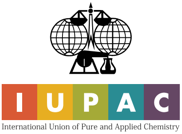 IUPAC
International Union of Pure and Applied Chemistry